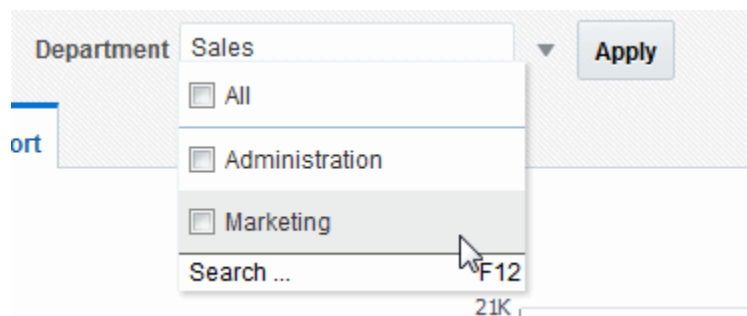 Department Sales Apply
All
ort
Administration
Marketing
Search ... F12
21K